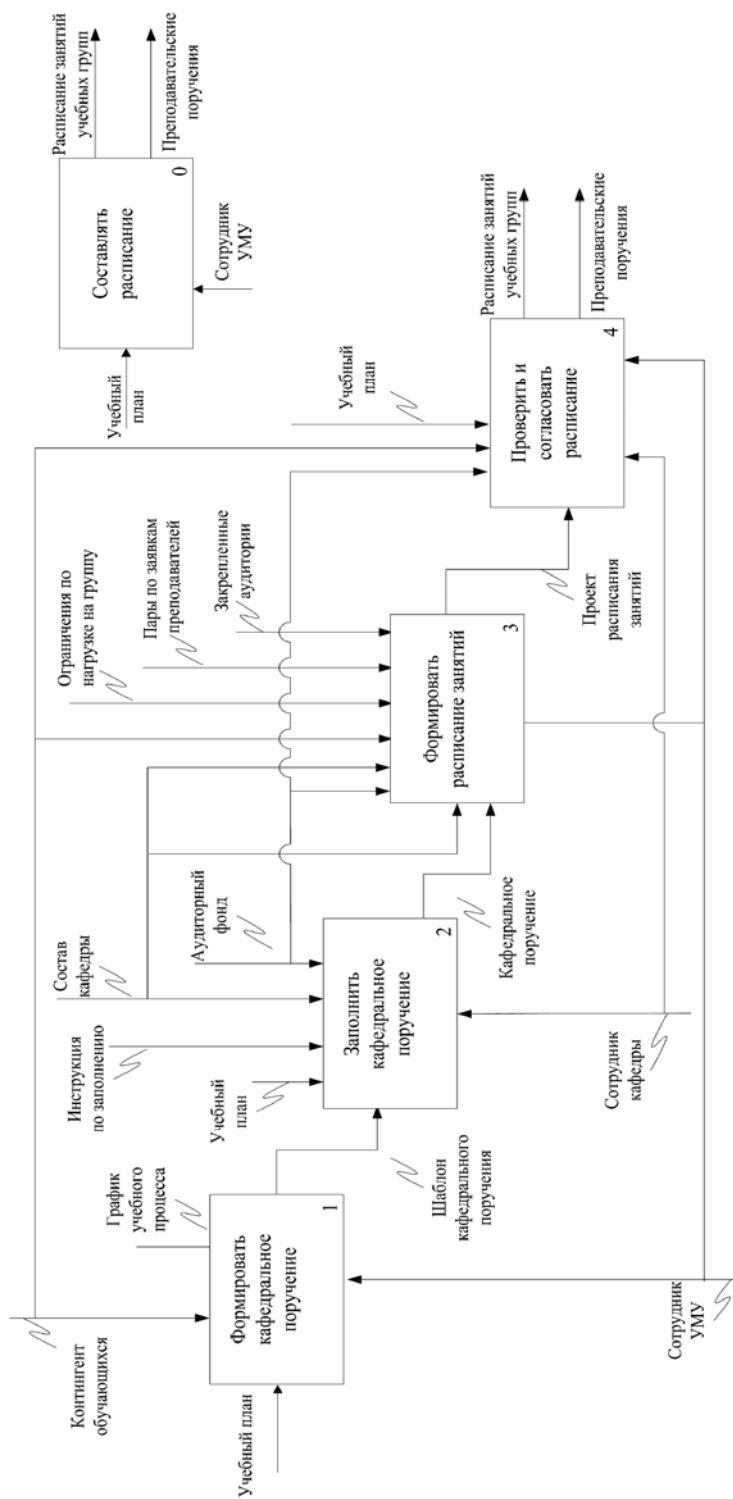 Составлять
расписание
0
Учебный
план
Сотрудник
УМУ
Расписание занятий
учебных групп
Преподавательские
поручения
Контингент
обучающихся
Учебный план
График
учебного
процесса
Формировать
кафедральное
поручение
1
Шаблон
кафедрального
поручения
Инструкция
по заполнению
Состав
кафедры
Учебный
план
Аудиторный
фонд
Заполнить
кафедральное
поручение
2
Кафедральное
поручение
Ограничения по
нагрузке на группу
Пары по заявкам
преподавателей
Закрепленные
аудитории
Формировать
расписание занятий
3
Проект
расписания
занятий
Учебный
план
Проверить и
согласовать
расписание
4
Расписание занятий
учебных групп
Преподавательские
поручения
Сотрудник
УМУ
Сотрудник
кафедры